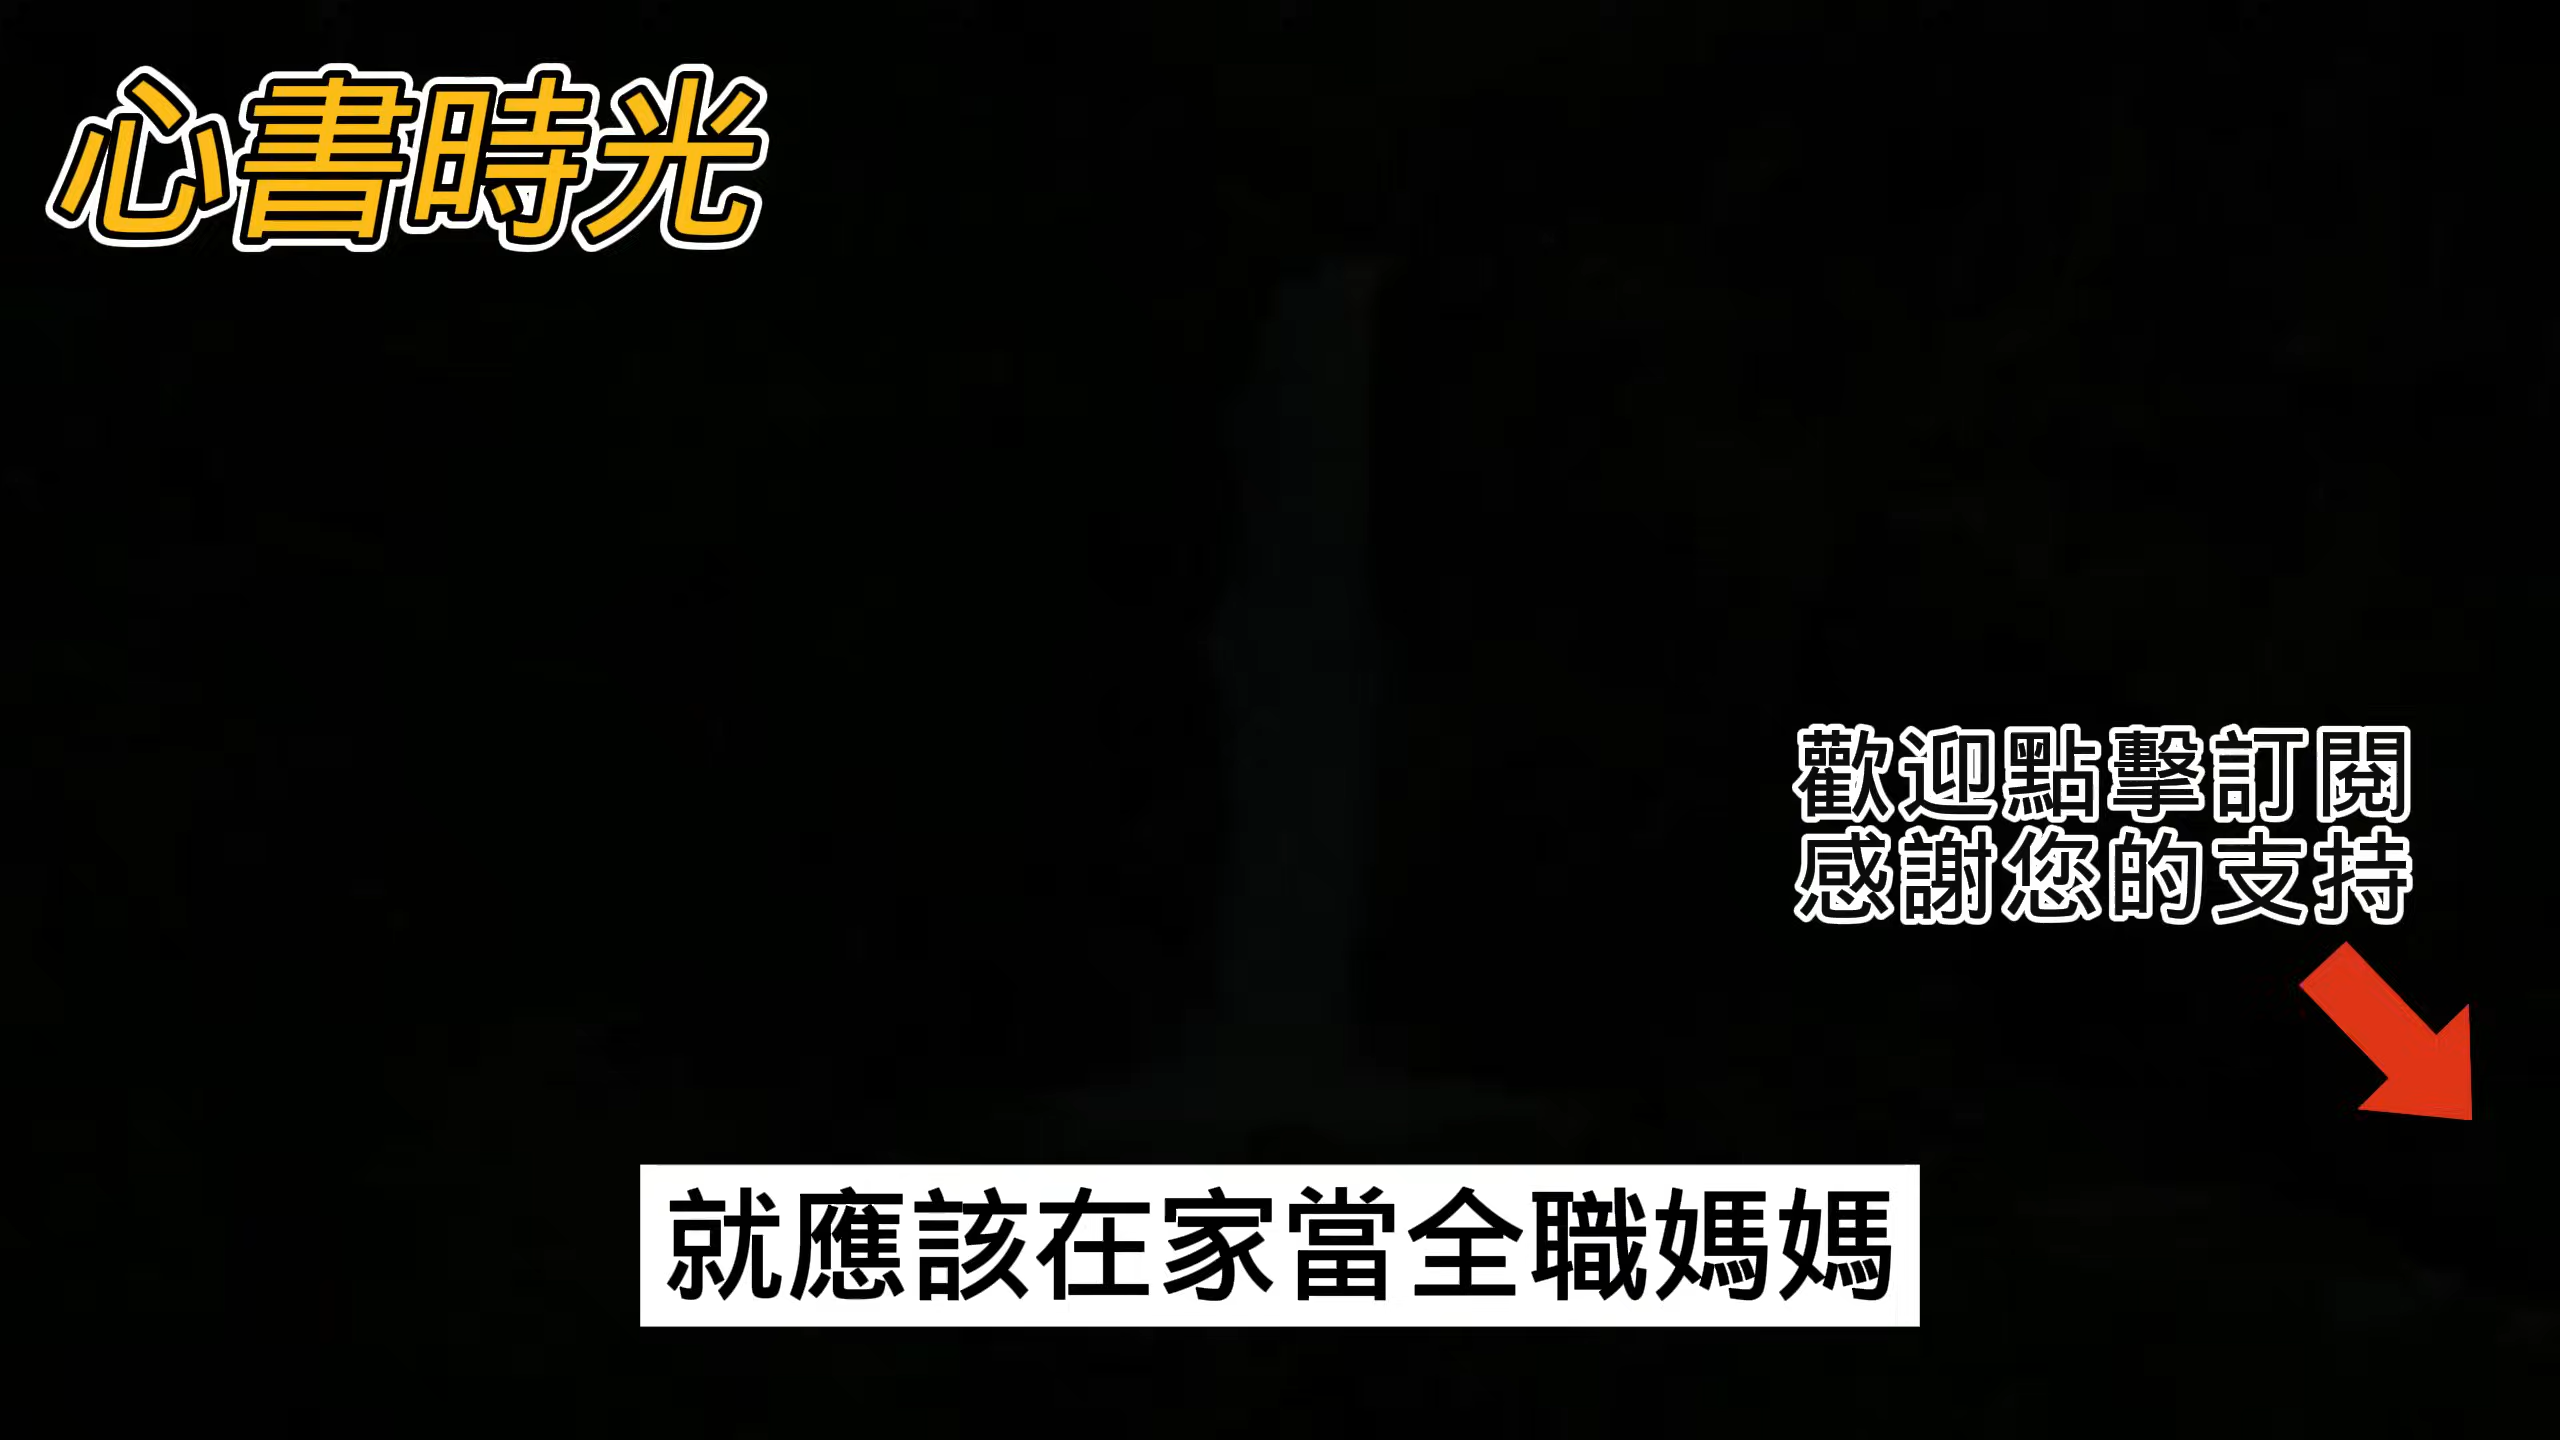 心書時光
歡迎點擊訂閱
感謝您的支持
就應該在家當全職媽媽